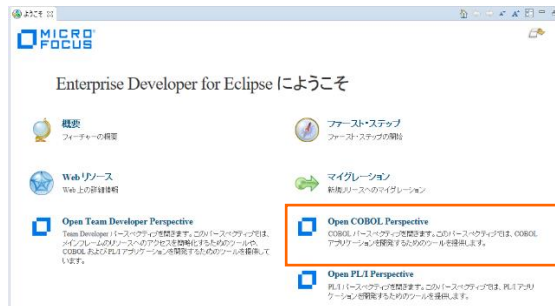 ようこそ
MICRO
FOCUS
Enterprise Developer for Eclipse にようこそ
概要
フィーチャーの概要
ファースト・ステップ
ファースト・ステップの開始
Web リソース
Web 上の詳細情報
マイグレーション
新規リリースへのマイグレーション
Open Team Developer Perspective
Team Developer パースペクティブを開きます。このパースペクティブでは、
メインフレームのリソースへのアクセスを簡略化するためのツールや、
COBOL および PL/I アプリケーションを開発するためのツールを提供して
います。
Open COBOL Perspective
COBOL パースペクティブを開きます。このパースペクティブでは、COBOL
アプリケーションを開発するためのツールを提供します。
Open PL/I Perspective
PL/I パースペクティブを開きます。このパースペクティブでは、PL/I アプリ
ケーションを開発するためのツールを提供します。